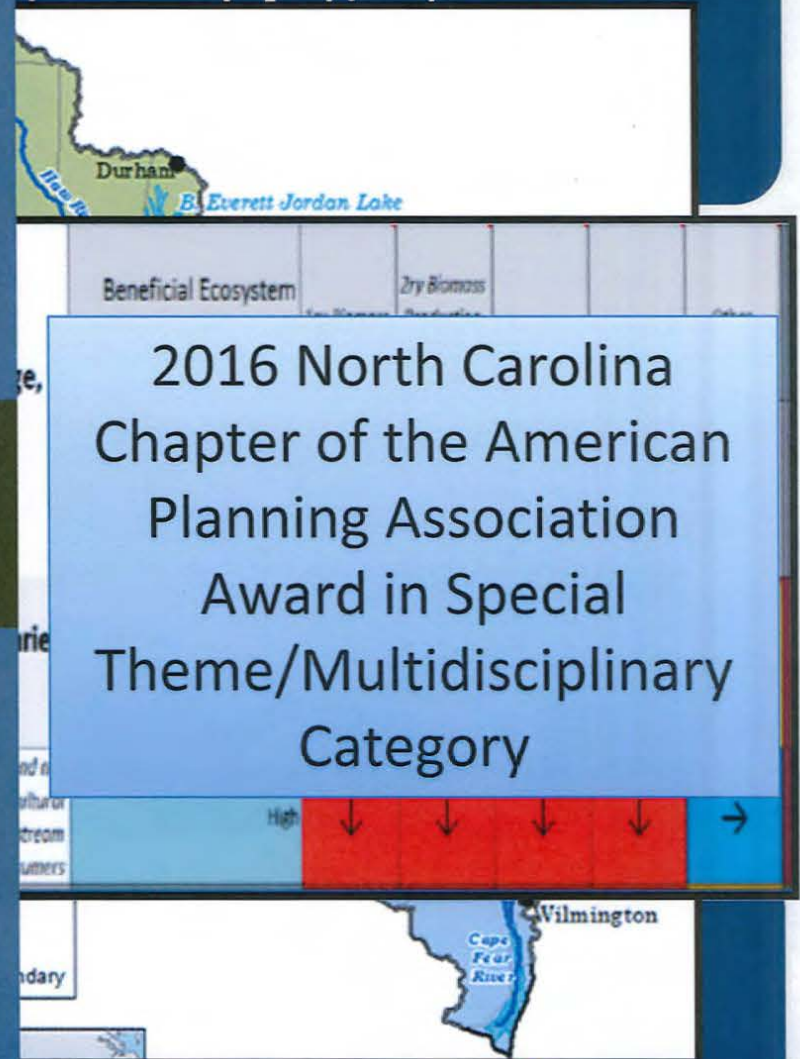 Durham
B. Everett Jordan Lake
Beneficial Ecosystem
2ry Biomass
2016 North Carolina
Chapter of the American
Planning Association
Award in Special
Theme/Multidisciplinary
Category
High
Wilmington
Cape
Fear
River